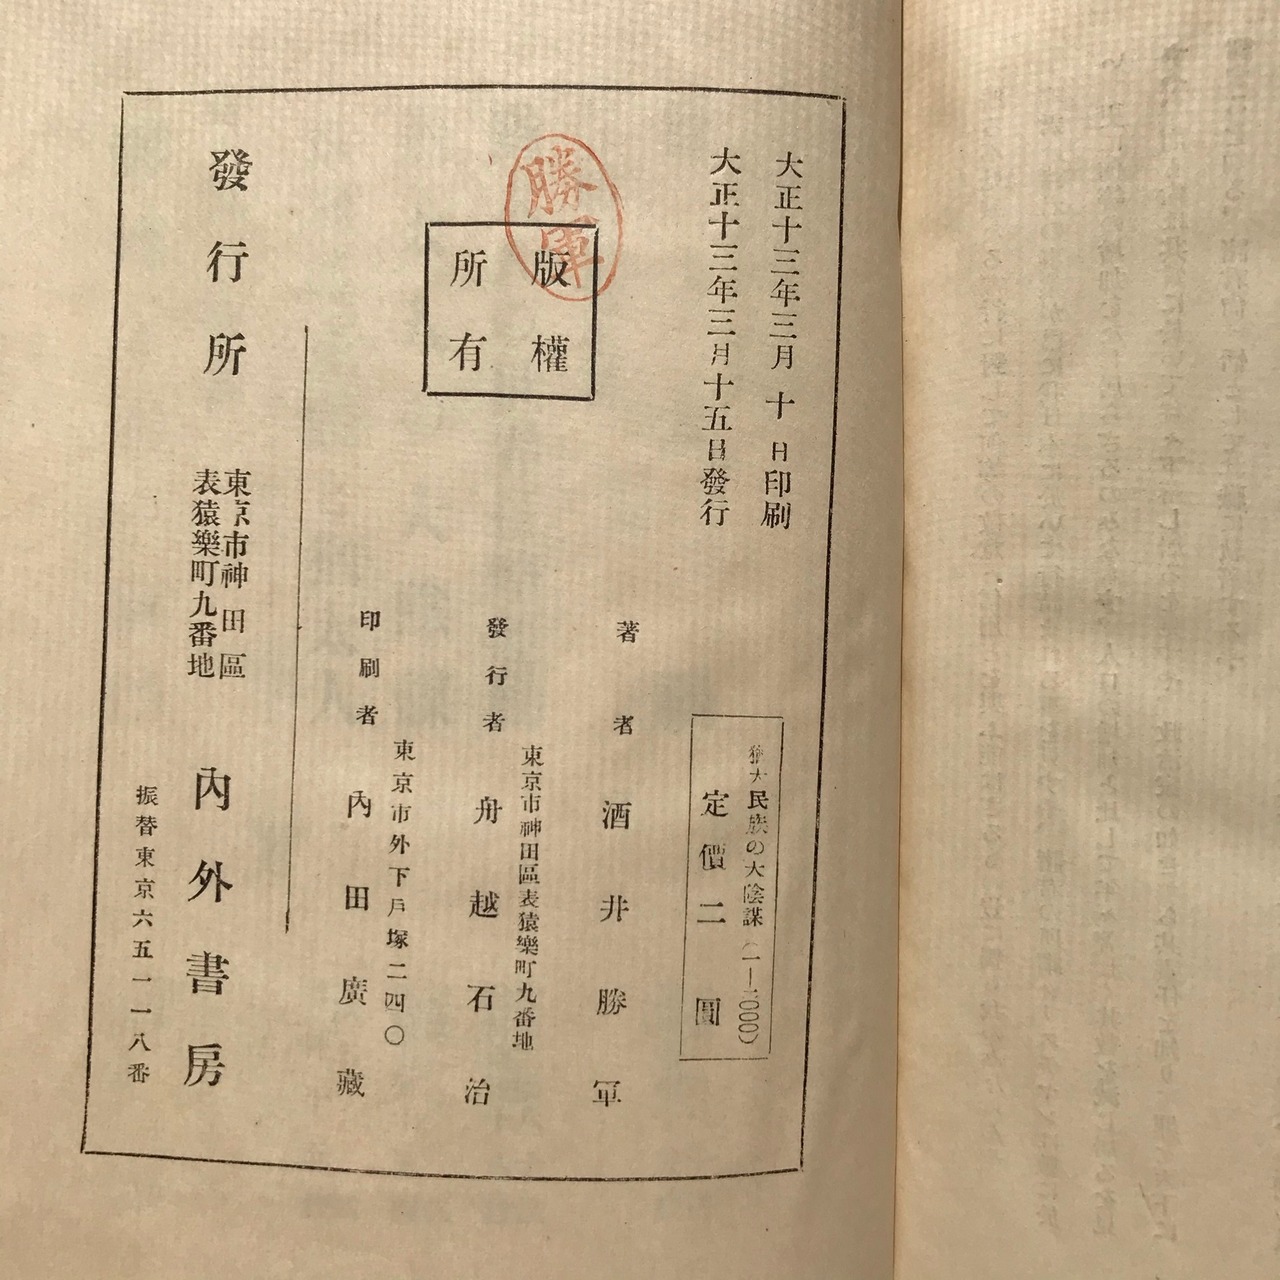 大正十三年三月十日印刷
大正十三年三月十五日發行
勝軍
版權
所有
猶太民族の大陰謀
定價二圓
著者 酒井勝軍
東京市神田區表猿樂町九番地
發行者 舟越石治
東京市外下戶塚二四〇
印刷者 內田廣藏
發行所
東京市神田區
表猿樂町九番地
內外書房
振替東京六五一一八番